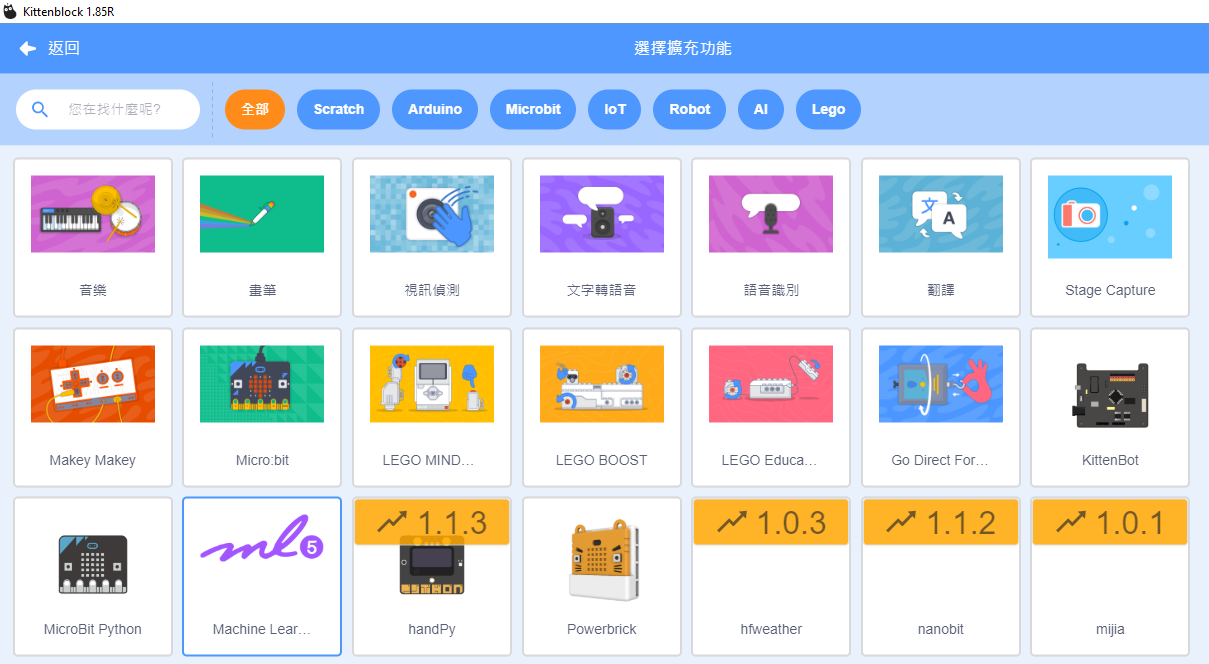 Kittenblock 1.85R
返回
選擇擴充功能
您在找什麼呢?
全部
Scratch
Arduino
Microbit
IoT
Robot
AI
Lego
文
A
音樂
畫筆
視訊偵測
文字轉語音
語音識別
翻譯
Stage Capture
Makey Makey
Micro:bit
LEGO MIND...
LEGO BOOST
LEGO Educa...
Go Direct For...
KittenBot
ml5
1.1.3
1.0.3
1.1.2
1.0.1
MicroBit Python
Machine Lear...
handPy
Powerbrick
hfweather
nanobit
mijia